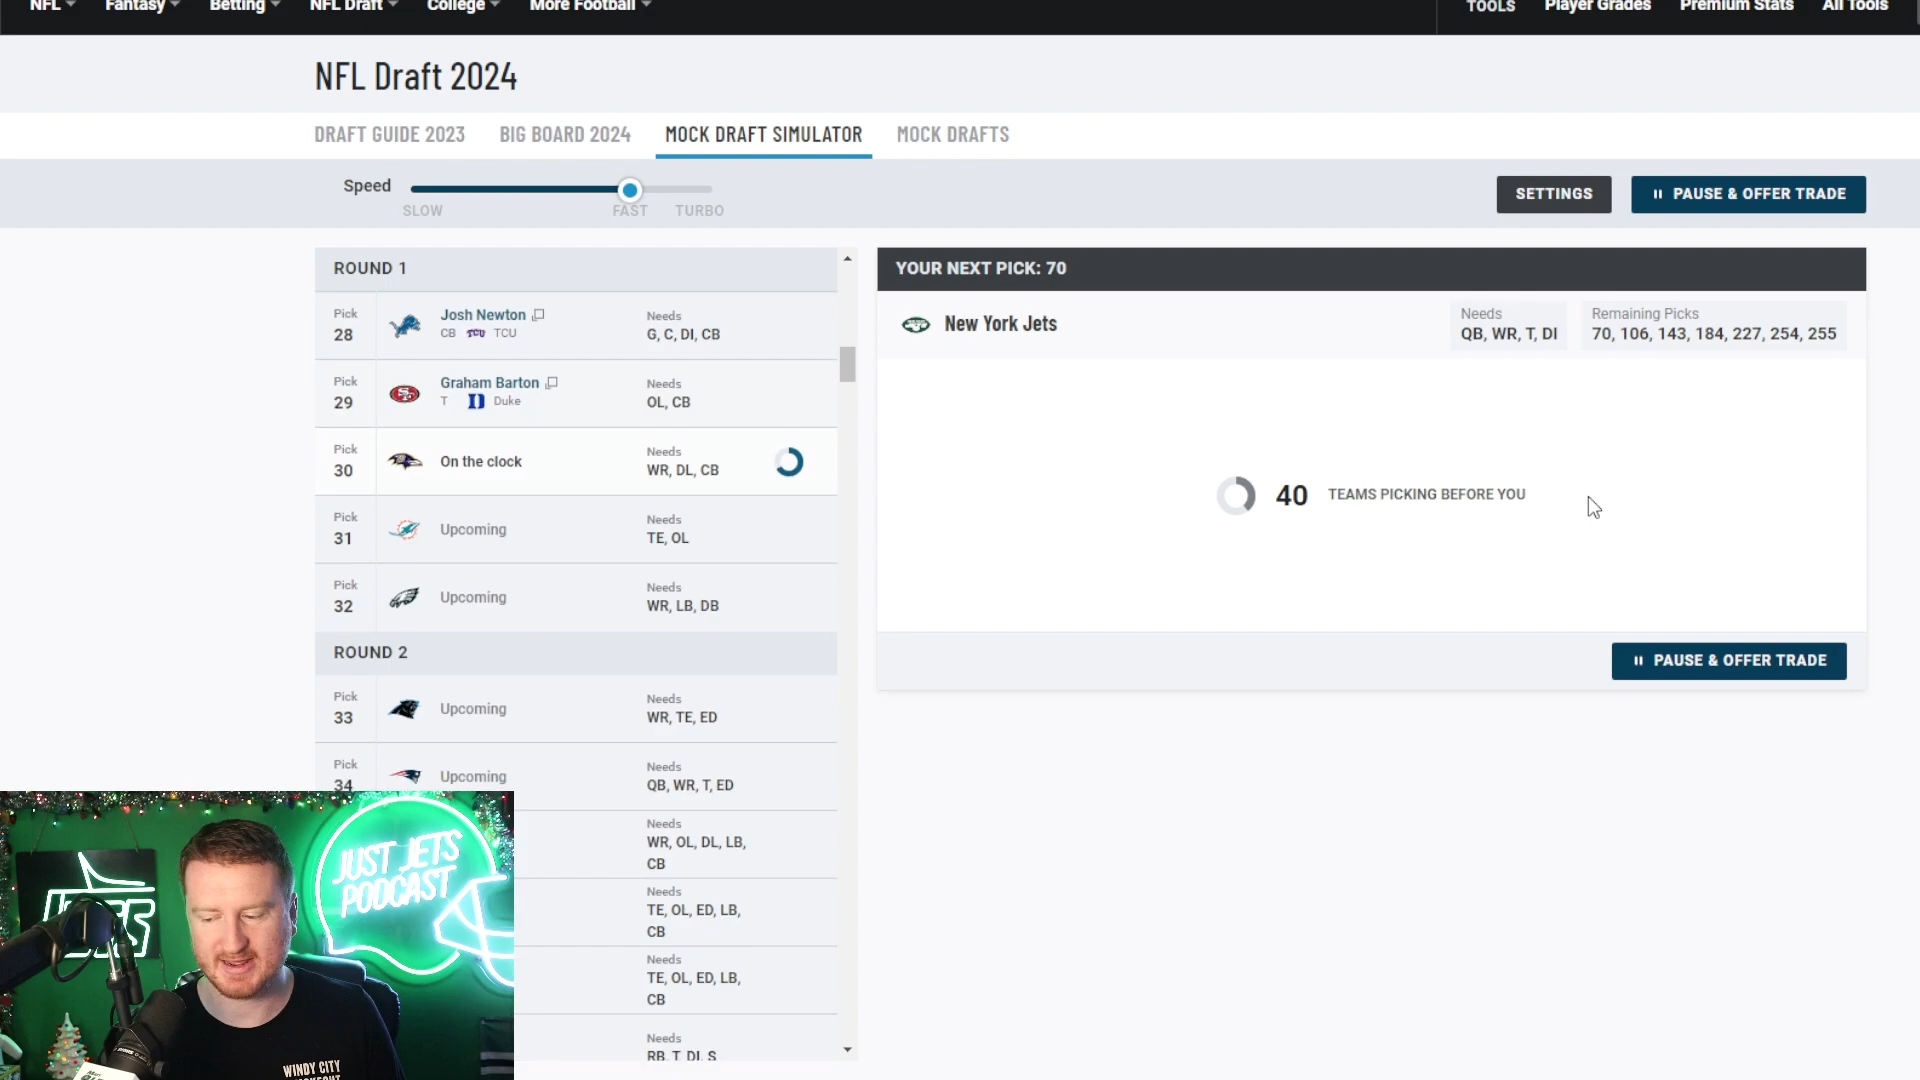 NFL Fantasy Betting NFL Draft College More Football TOOLS Player Grades Premium Stats All Tools
NFL Draft 2024
DRAFT GUIDE 2023 BIG BOARD 2024 MOCK DRAFT SIMULATOR MOCK DRAFTS
Speed
SLOW FAST TURBO
SETTINGS
PAUSE & OFFER TRADE
ROUND 1
Pick
28
Josh Newton
CB TCU TCU
Needs
G, C, DI, CB
Pick
29
Graham Barton
T Duke
Needs
OL, CB
Pick
30
On the clock
Needs
WR, DL, CB
Pick
31
Upcoming
Needs
TE, OL
Pick
32
Upcoming
Needs
WR, LB, DB
ROUND 2
Pick
33
Upcoming
Needs
WR, TE, ED
Pick
34
Upcoming
Needs
QB, WR, T, ED
Needs
WR, OL, DL, LB,
CB
Needs
TE, OL, ED, LB,
CB
Needs
TE, OL, ED, LB,
CB
Needs
RB, T, DI, S
YOUR NEXT PICK: 70
New York Jets
Needs
QB, WR, T, DI
Remaining Picks
70, 106, 143, 184, 227, 254, 255
40 TEAMS PICKING BEFORE YOU
PAUSE & OFFER TRADE
JUST JETS
PODCAST
JETS
WINDY CITY